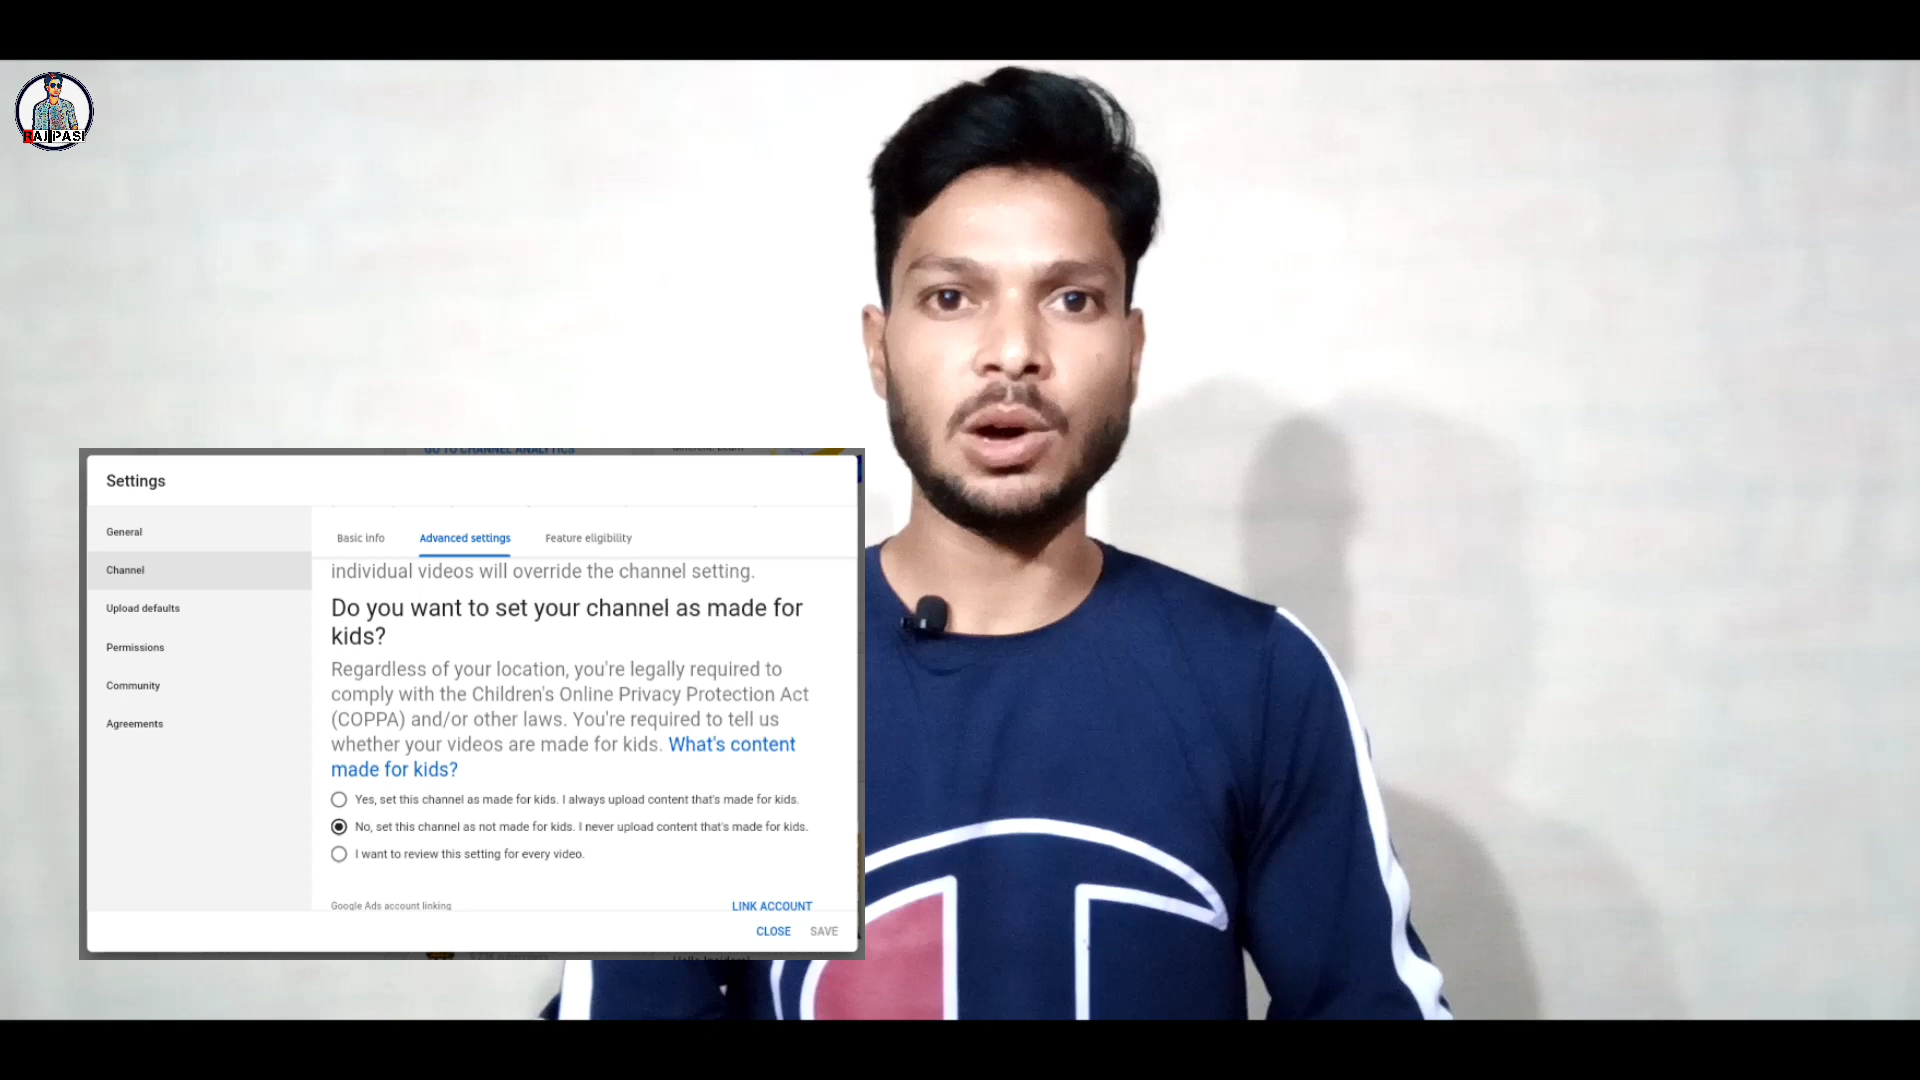 RAJ PASI
GO TO CHANNEL ANALYTICS
Settings
General
Channel
Upload defaults
Permissions
Community
Agreements
Basic info
Advanced settings
Feature eligibility
individual videos will override the channel setting.
Do you want to set your channel as made for
kids?
Regardless of your location, you're legally required to
comply with the Children's Online Privacy Protection Act
(COPPA) and/or other laws. You're required to tell us
whether your videos are made for kids. What's content
made for kids?
Yes, set this channel as made for kids. I always upload content that's made for kids.
No, set this channel as not made for kids. I never upload content that's made for kids.
I want to review this setting for every video.
Google Ads account linking
LINK ACCOUNT
CLOSE
SAVE